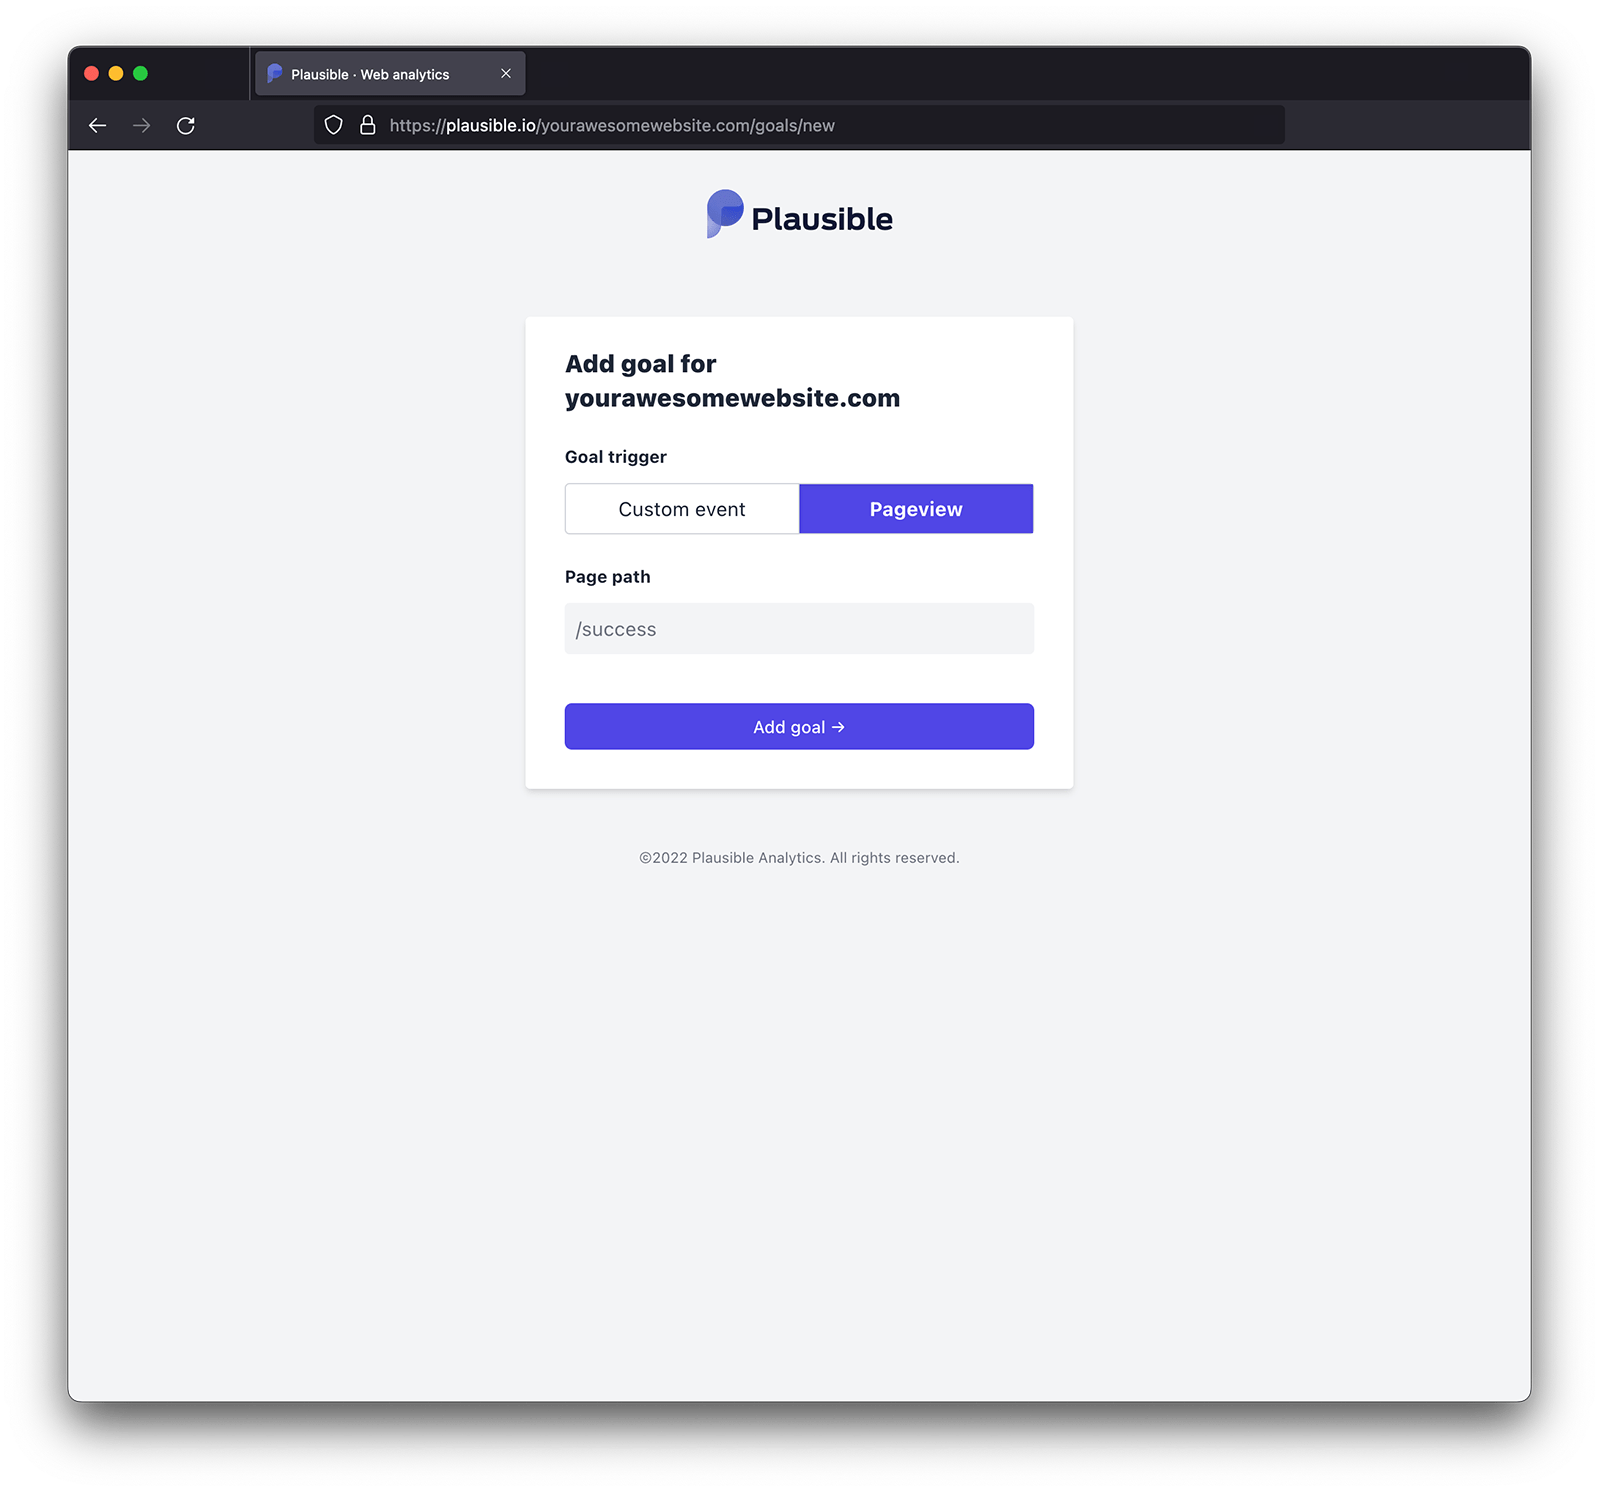 Plausible · Web analytics
https://plausible.io/yourawesomewebsite.com/goals/new
Plausible
Add goal for
yourawesomewebsite.com
Goal trigger
Custom event
Pageview
Page path
/success
Add goal →
©2022 Plausible Analytics. All rights reserved.